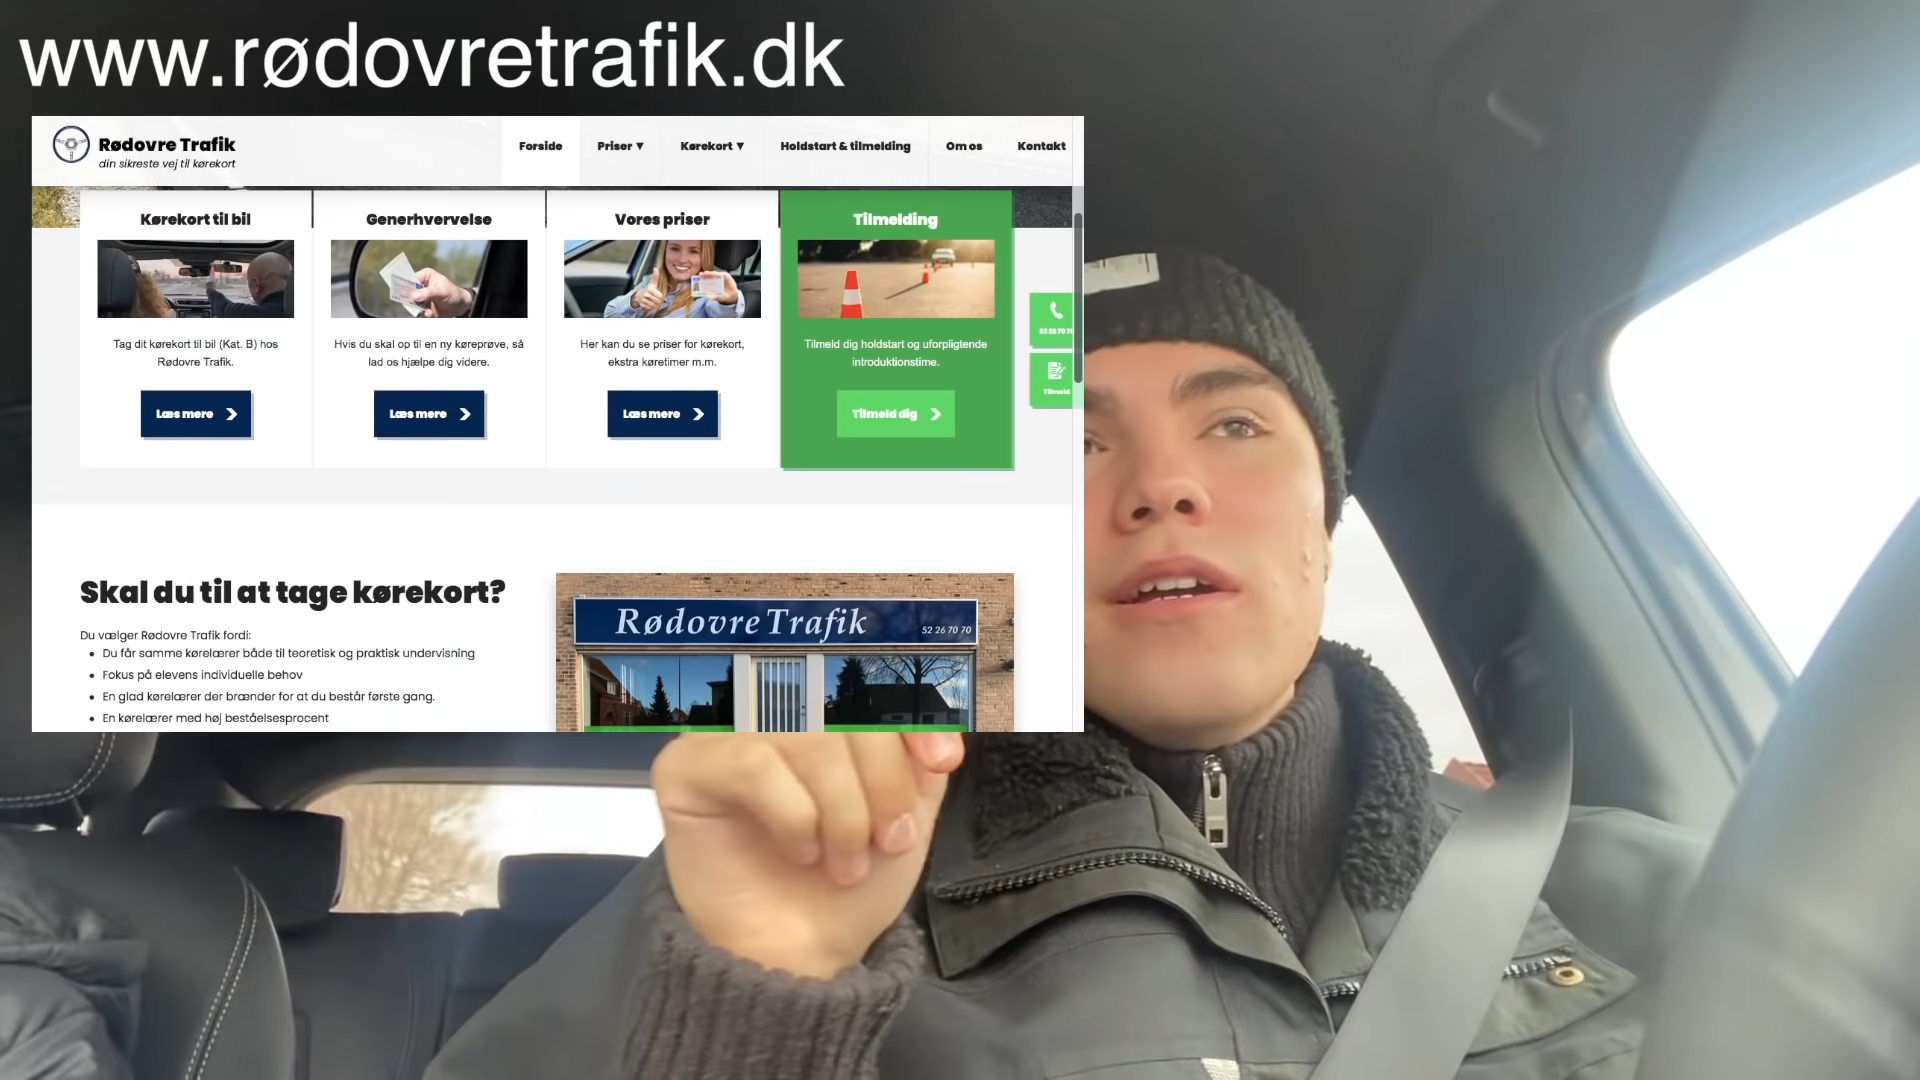 www.rødovretrafik.dk
Rødovre Trafik
din sikreste vej til kørekort
Forside
Priser ▼
Kørekort ▼
Holdstart & tilmelding
Om os
Kontakt
Kørekort til bil
Tag dit kørekort til bil (Kat. B) hos
Rødovre Trafik.
Læs mere
Generhvervelse
Hvis du skal op til en ny køreprøve, så
lad os hjælpe dig videre.
Læs mere
Vores priser
Her kan du se priser for kørekort,
ekstra køretimer m.m.
Læs mere
Tilmelding
Tilmeld dig holdstart og uforpligtende
introduktionstime.
Tilmeld dig
52 26 70 70
Tilmeld
Skal du til at tage kørekort?
Du vælger Rødovre Trafik fordi:
Du får samme kørelærer både til teoretisk og praktisk undervisning
Fokus på elevens individuelle behov
En glad kørelærer der brænder for at du består første gang.
En kørelærer med høj beståelsesprocent
Rødovre Trafik
52 26 70 70